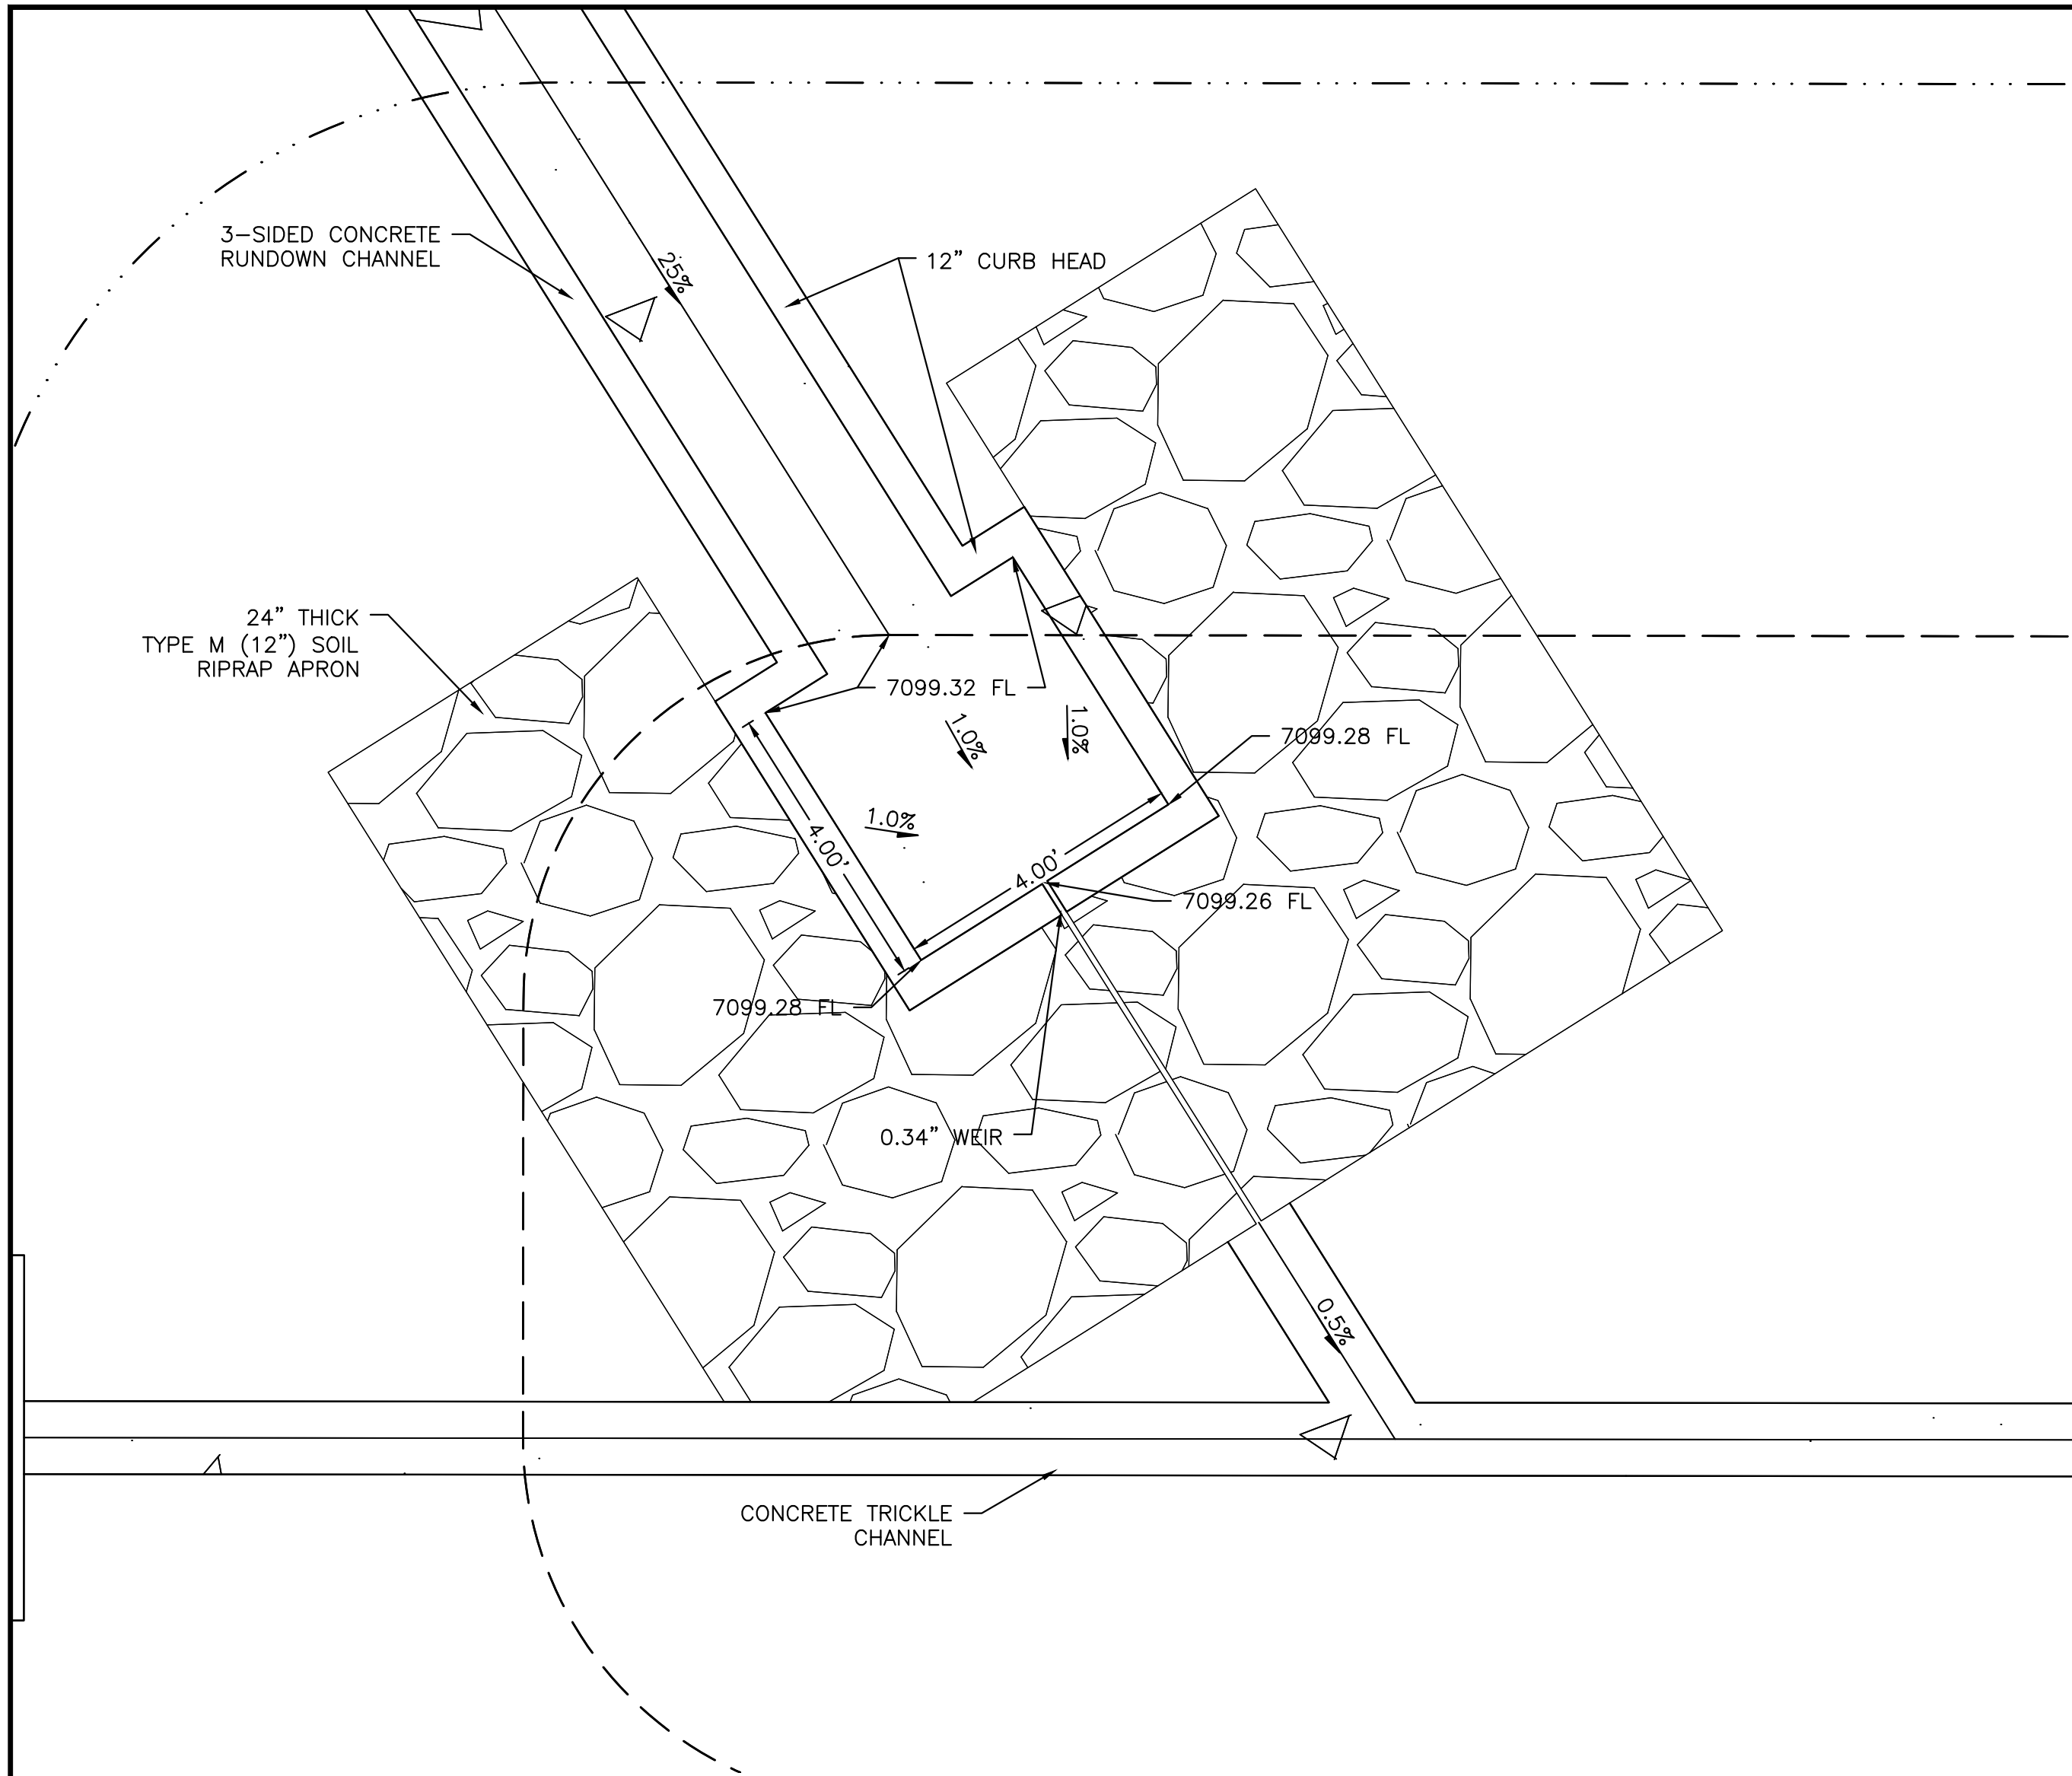 3-SIDED CONCRETE
RUNDOWN CHANNEL
25%
12” CURB HEAD
24” THICK
TYPE M (12”) SOIL
RIPRAP APRON
7099.32 FL
1.0%
1.0%
7099.28 FL
1.0%
4.00’
4.00’
7099.26 FL
7099.28 FL
0.34” WEIR
0.5%
CONCRETE TRICKLE
CHANNEL